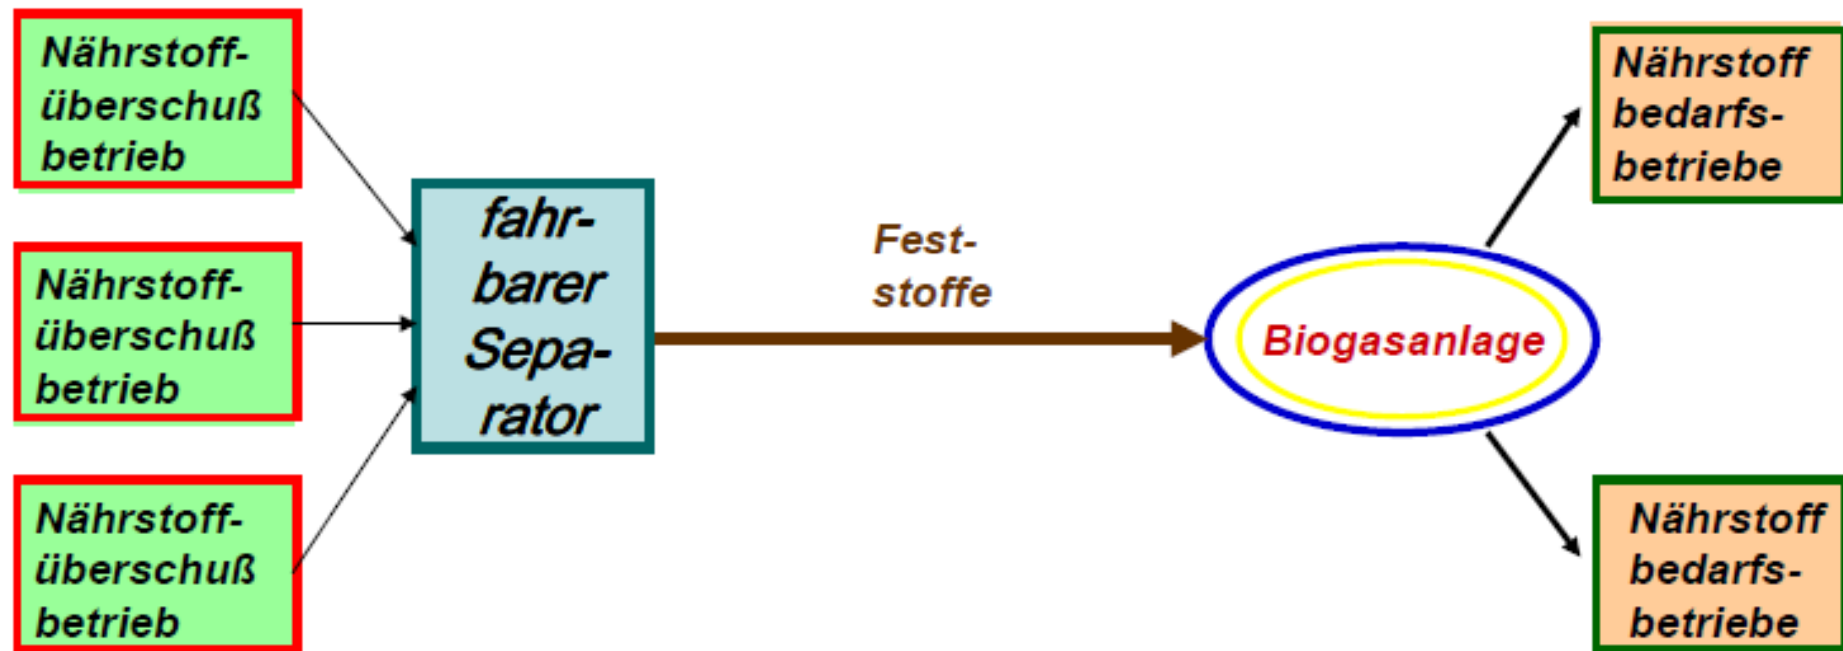 Nährstoff-
überschuß
betrieb
Nährstoff-
überschuß
betrieb
Nährstoff-
überschuß
betrieb
fahr-
barer
Sepa-
rator
Fest-
stoffe
Biogasanlage
Nährstoff
bedarfs-
betriebe
Nährstoff
bedarfs-
betriebe